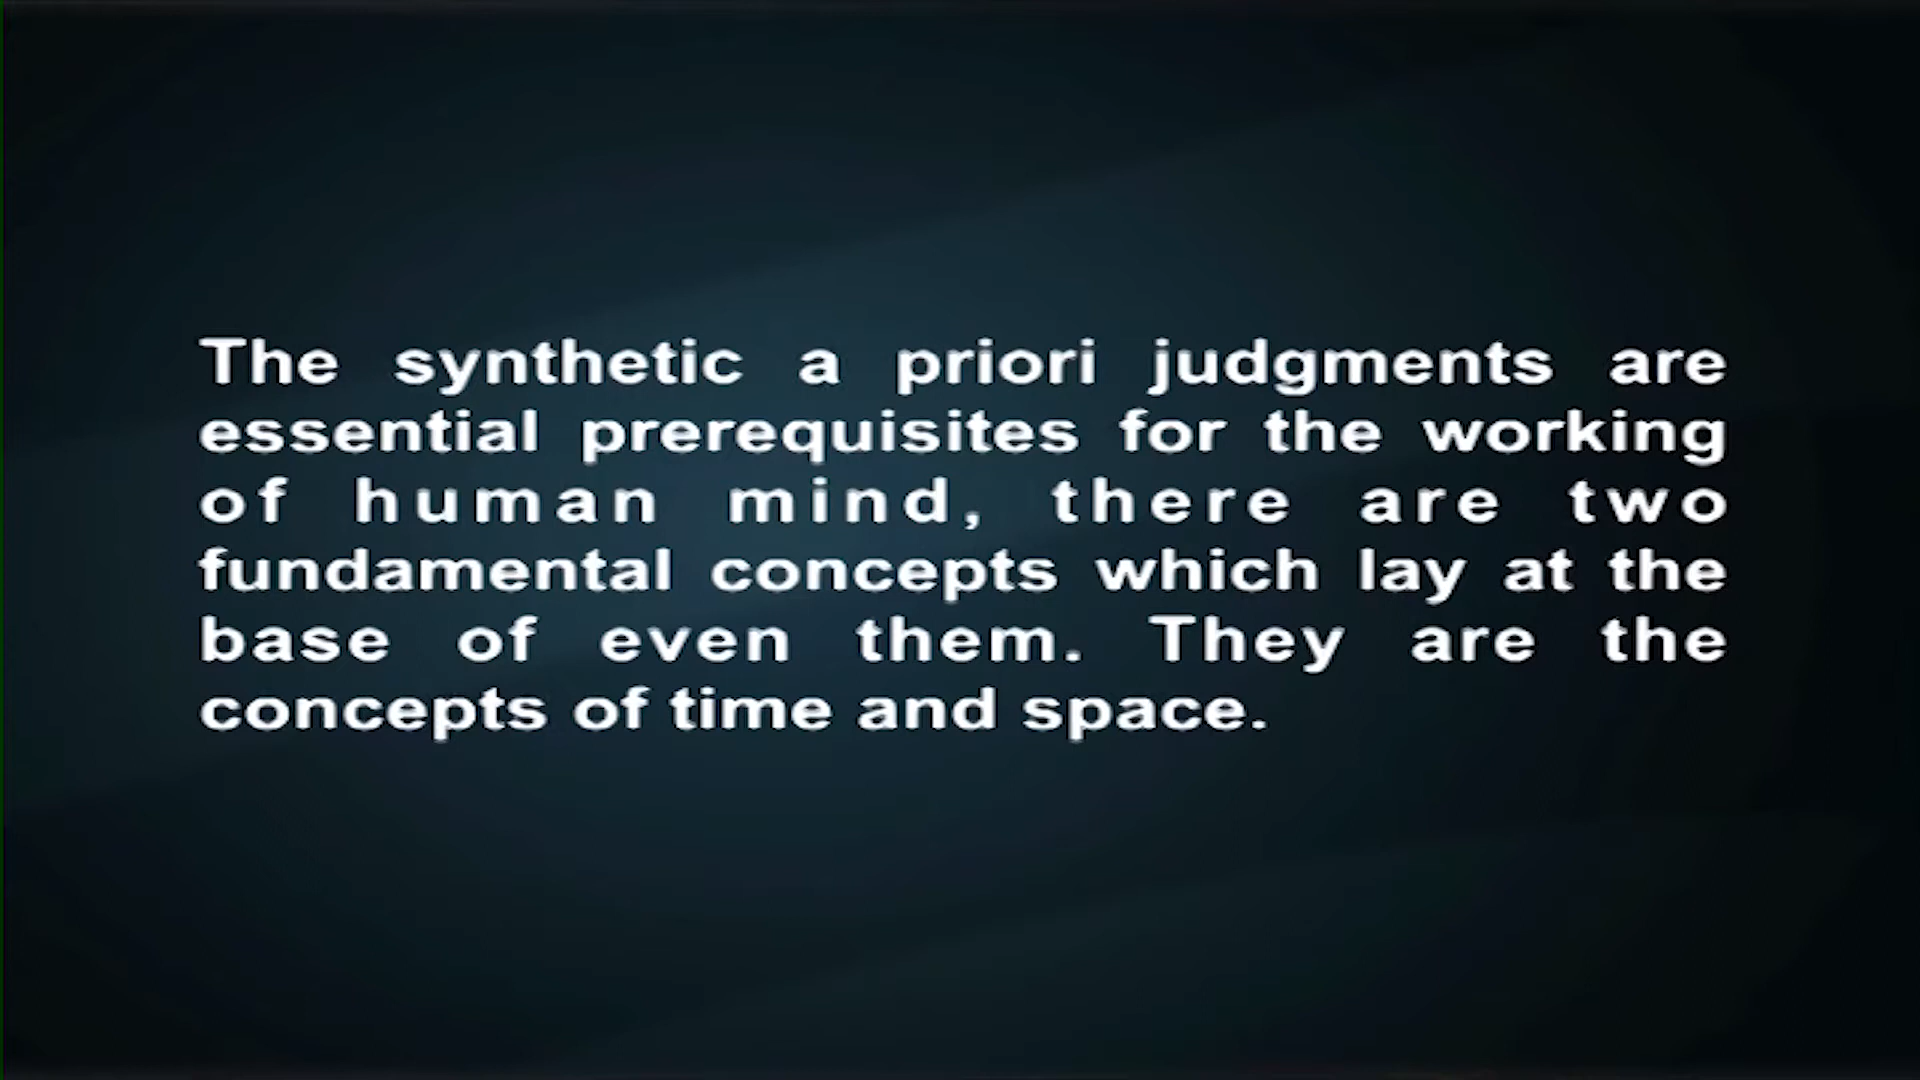 The synthetic a priori judgments are
essential prerequisites for the working
of human mind, there are two
fundamental concepts which lay at the
base of even them. They are the
concepts of time and space.